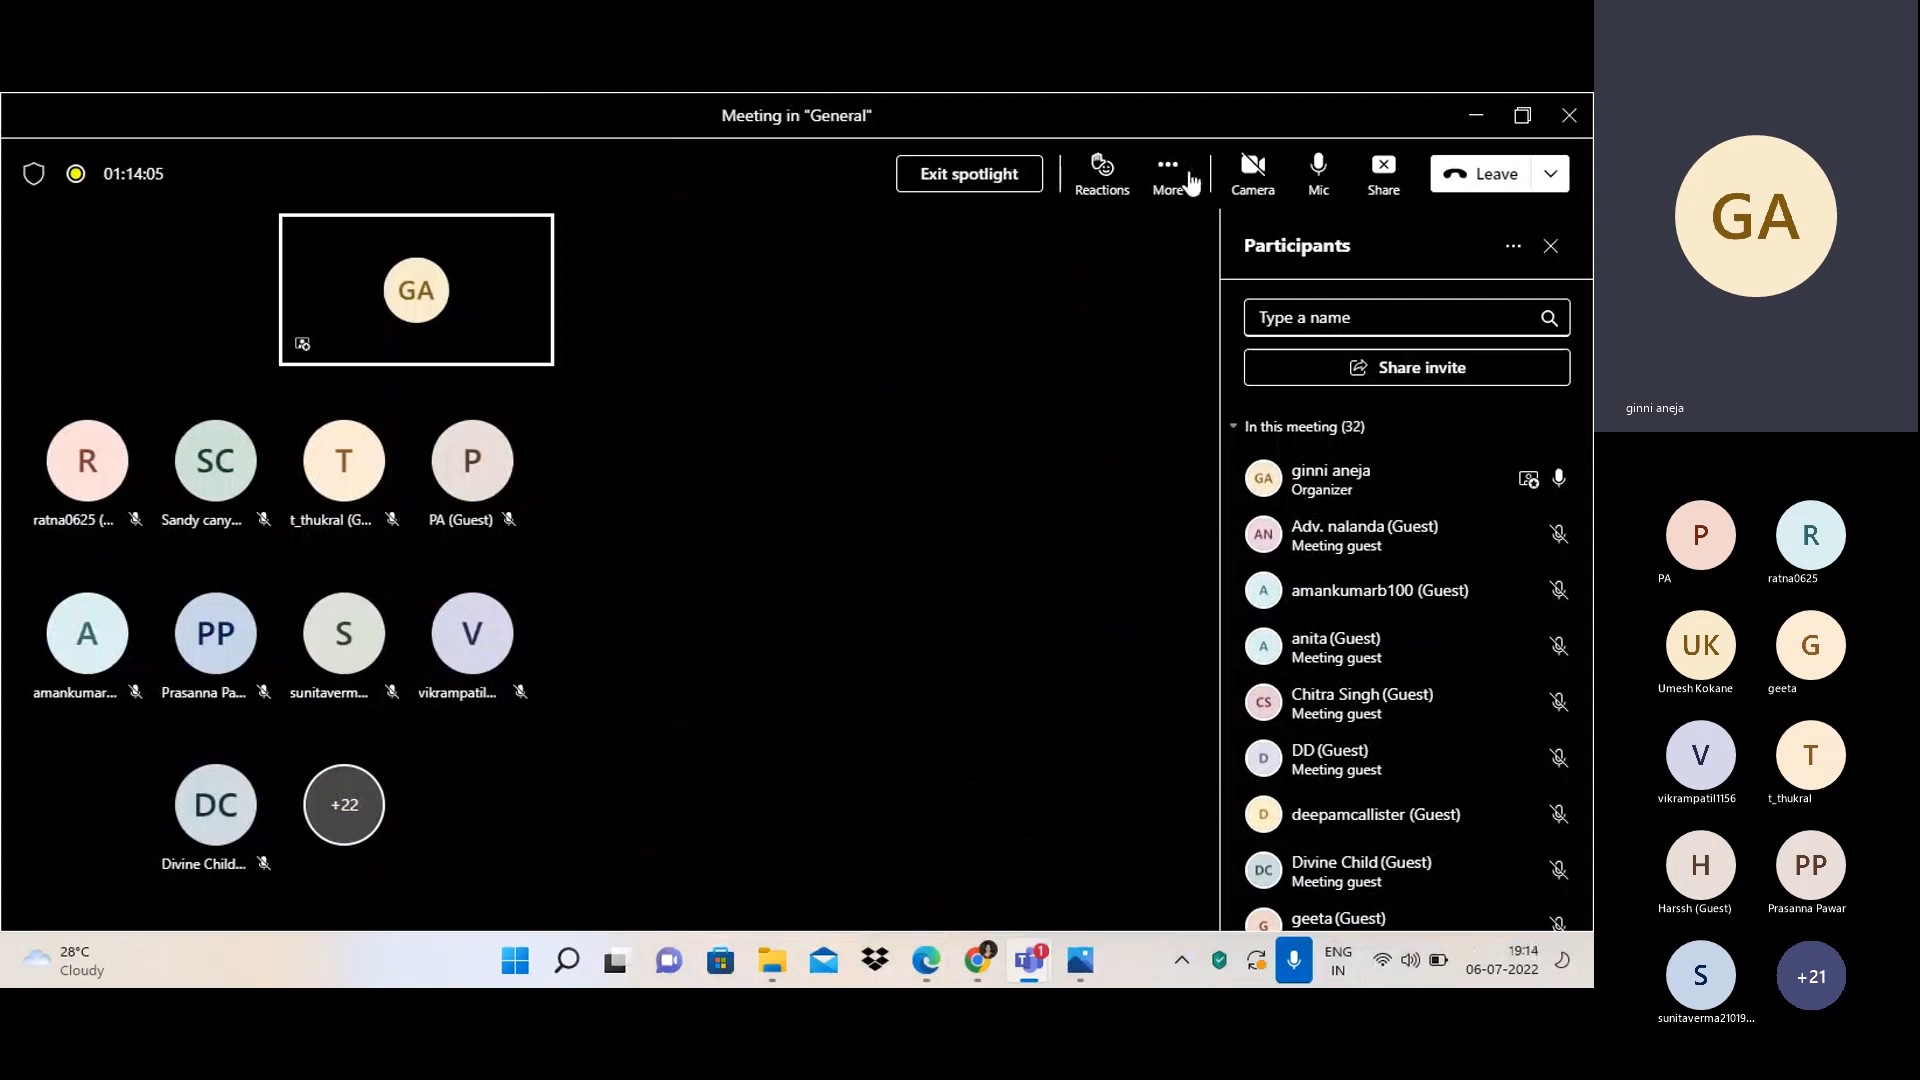 Meeting in "General"
01:14:05
Exit spotlight
Reactions
More
Camera
Mic
Share
Leave
GA
R
SC
T
P
ratna0625 (...
Sandy cany...
t_thukral (G...
PA (Guest)
A
PP
S
V
amankumar...
Prasanna Pa...
sunitaverm...
vikrampatil...
DC
+22
Divine Child...
Participants
Type a name
Share invite
In this meeting (32)
GA
ginni aneja
Organizer
AN
Adv. nalanda (Guest)
Meeting guest
A
amankumarb100 (Guest)
A
anita (Guest)
Meeting guest
CS
Chitra Singh (Guest)
Meeting guest
D
DD (Guest)
Meeting guest
D
deepamcallister (Guest)
DC
Divine Child (Guest)
Meeting guest
G
geeta (Guest)
28°C
Cloudy
1
ENG
IN
19:14
06-07-2022
GA
ginni aneja
P
R
PA
ratna0625
UK
G
Umesh Kokane
geeta
V
T
vikrampatil1156
t_thukral
H
PP
Harssh (Guest)
Prasanna Pawar
S
+21
sunitaverma21019...